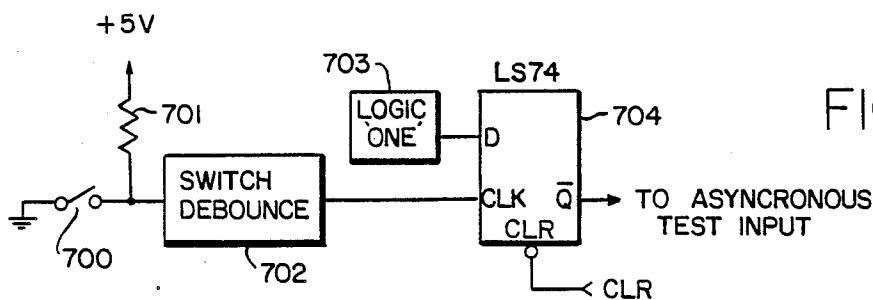 +5V
701
700
SWITCH
DEBOUNCE
702
703
LOGIC
'ONE'
LS74
704
D
CLK
Q̅
CLR
CLR
TO ASYNCRONOUS
TEST INPUT